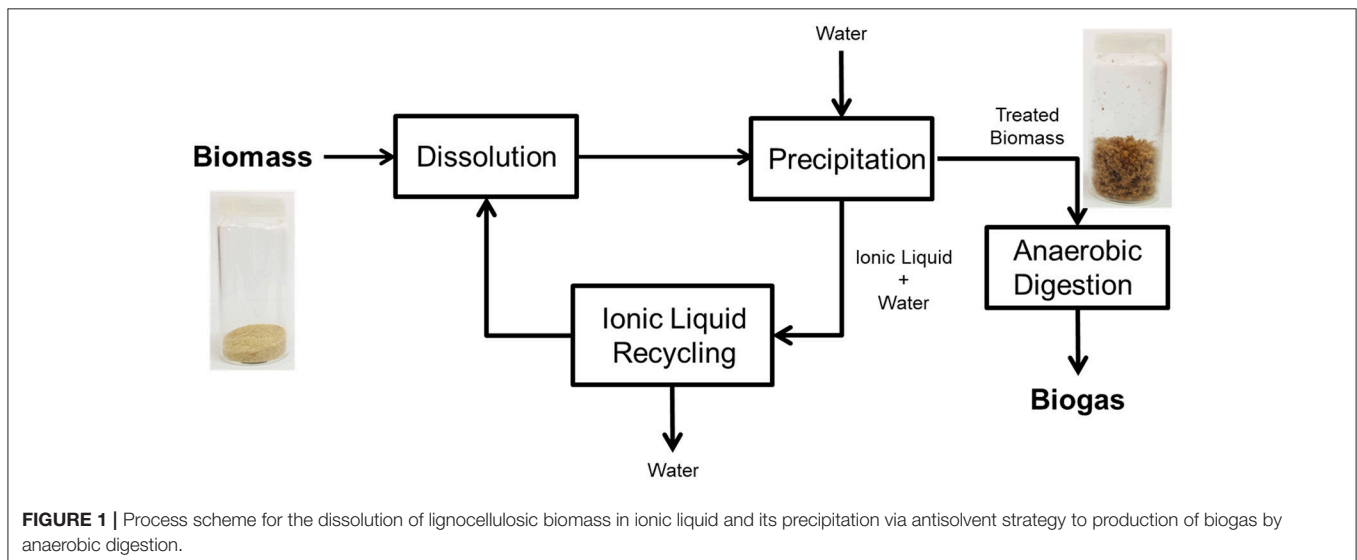 Water
Treated
Biomass
Biomass
Dissolution
Precipitation
Ionic Liquid
+
Water
Anaerobic
Digestion
Ionic Liquid
Recycling
Biogas
Water
FIGURE 1 | Process scheme for the dissolution of lignocellulosic biomass in ionic liquid and its precipitation via antisolvent strategy to production of biogas by
anaerobic digestion.